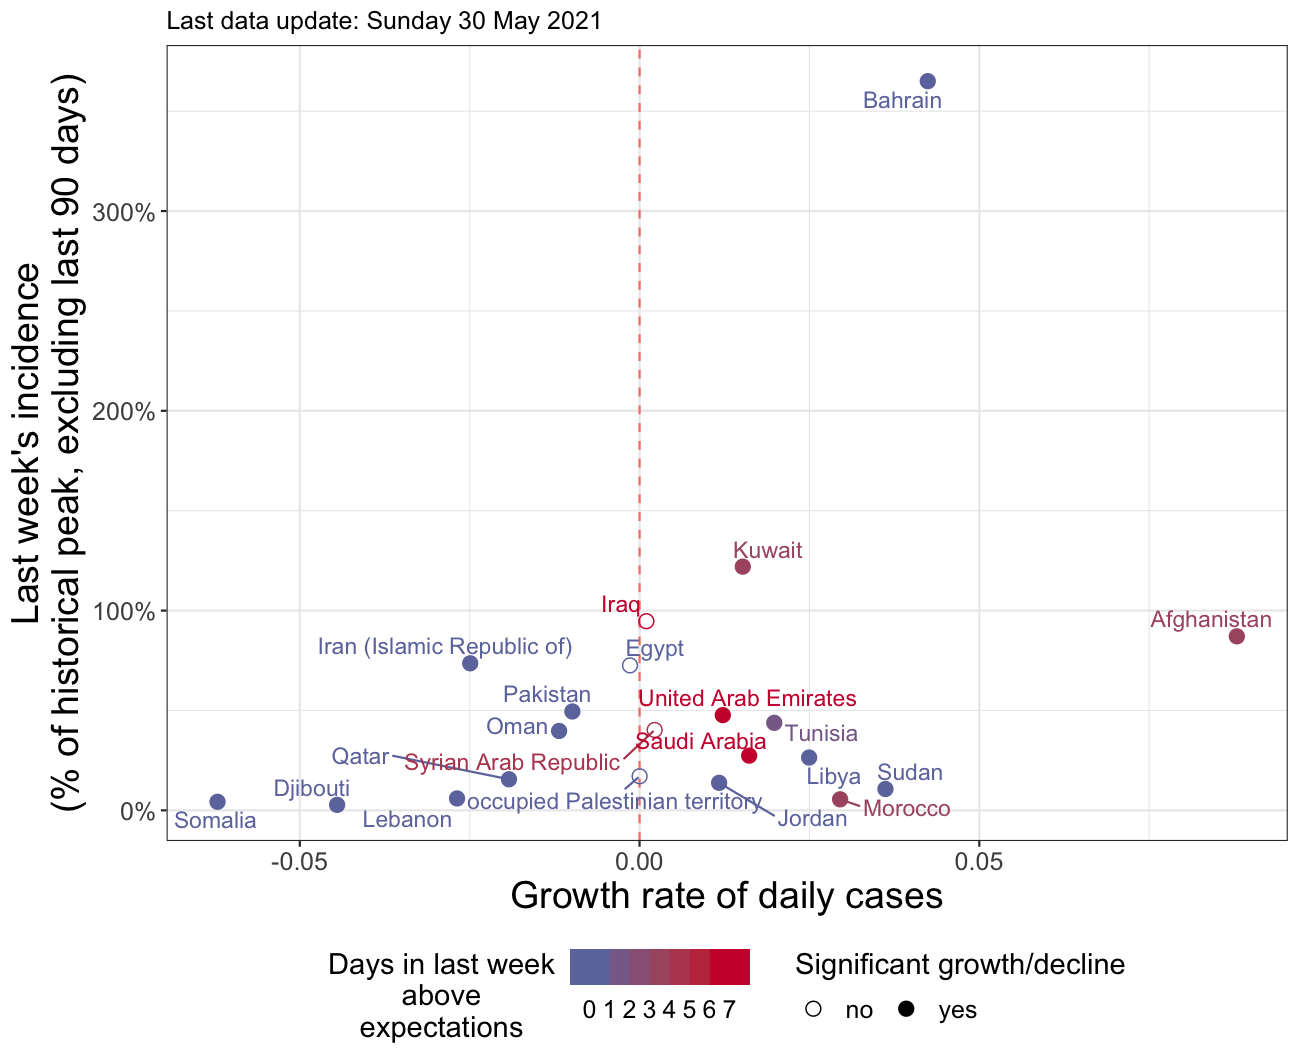 Last data update: Sunday 30 May 2021
Last week's incidence
(% of historical peak, excluding last 90 days)
300%
200%
100%
0%
Bahrain
Kuwait
Iraq
Afghanistan
Iran (Islamic Republic of)
Egypt
Pakistan
United Arab Emirates
Oman
Tunisia
Saudi Arabia
Qatar
Syrian Arab Republic
Libya
Sudan
Djibouti
occupied Palestinian territory
Morocco
Somalia
Lebanon
Jordan
-0.05
0.00
0.05
Growth rate of daily cases
Days in last week
above
expectations
0 1 2 3 4 5 6 7
Significant growth/decline
no
yes